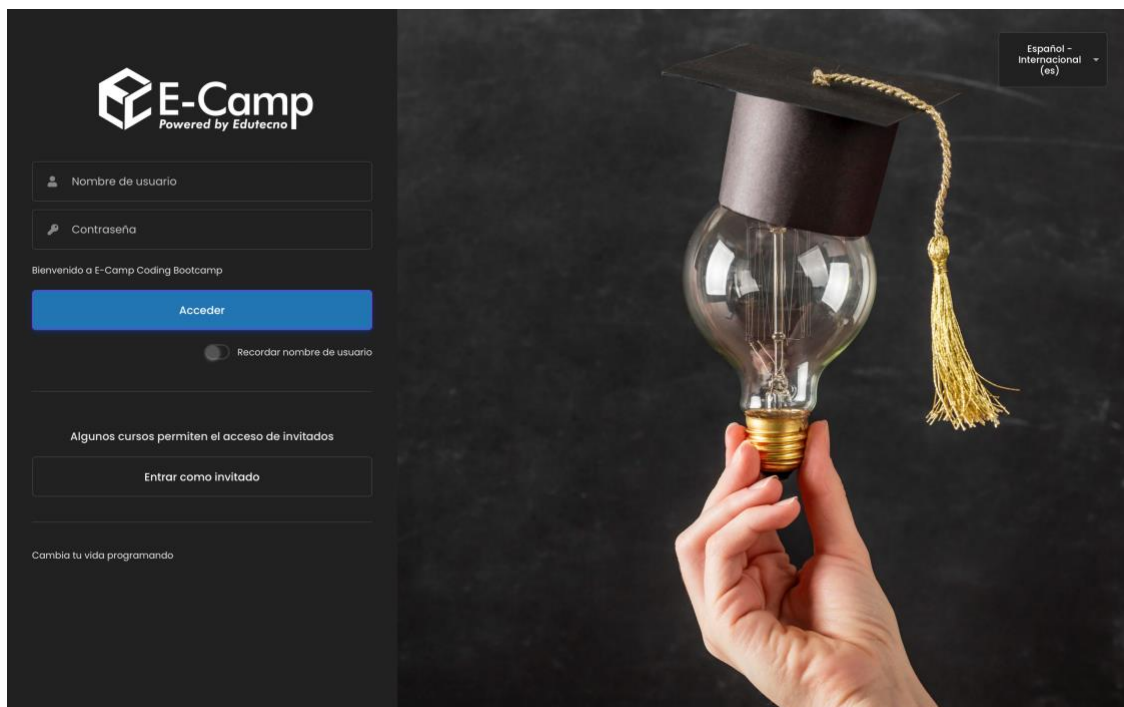 E-Camp
Powered by Edutecno
Nombre de usuario
Contraseña
Bienvenido a E-Camp Coding Bootcamp
Acceder
Recordar nombre de usuario
Algunos cursos permiten el acceso de invitados
Entrar como invitado
Cambia tu vida programando
Español -
Internacional
(es)